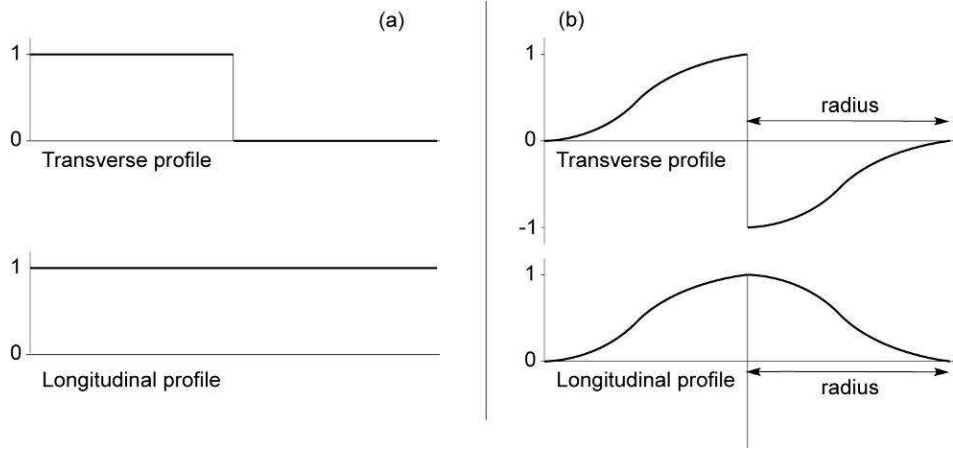 (a)
1
0
Transverse profile
1
0
Longitudinal profile
(b)
1
radius
0
Transverse profile
-1
1
0
Longitudinal profile
radius